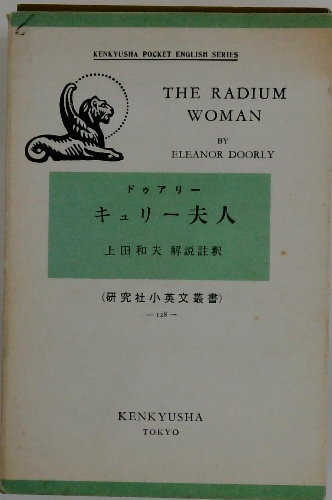 KENKYUSHA POCKET ENGLISH SERIES
THE RADIUM
WOMAN
BY
ELEANOR DOORLY
ドゥアリー
キュリー夫人
上田和夫 解説註釈
(研究社小英文叢書)
— 128 —
KENKYUSHA
TOKYO